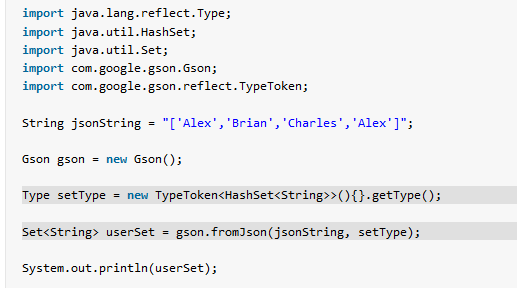 import java.lang.reflect.Type;
import java.util.HashSet;
import java.util.Set;
import com.google.gson.Gson;
import com.google.gson.reflect.TypeToken;
String jsonString = "['Alex','Brian','Charles','Alex']";
Gson gson = new Gson();
Type setType = new TypeToken<HashSet<String>>(){}.getType();
Set<String> userSet = gson.fromJson(jsonString, setType);
System.out.println(userSet);